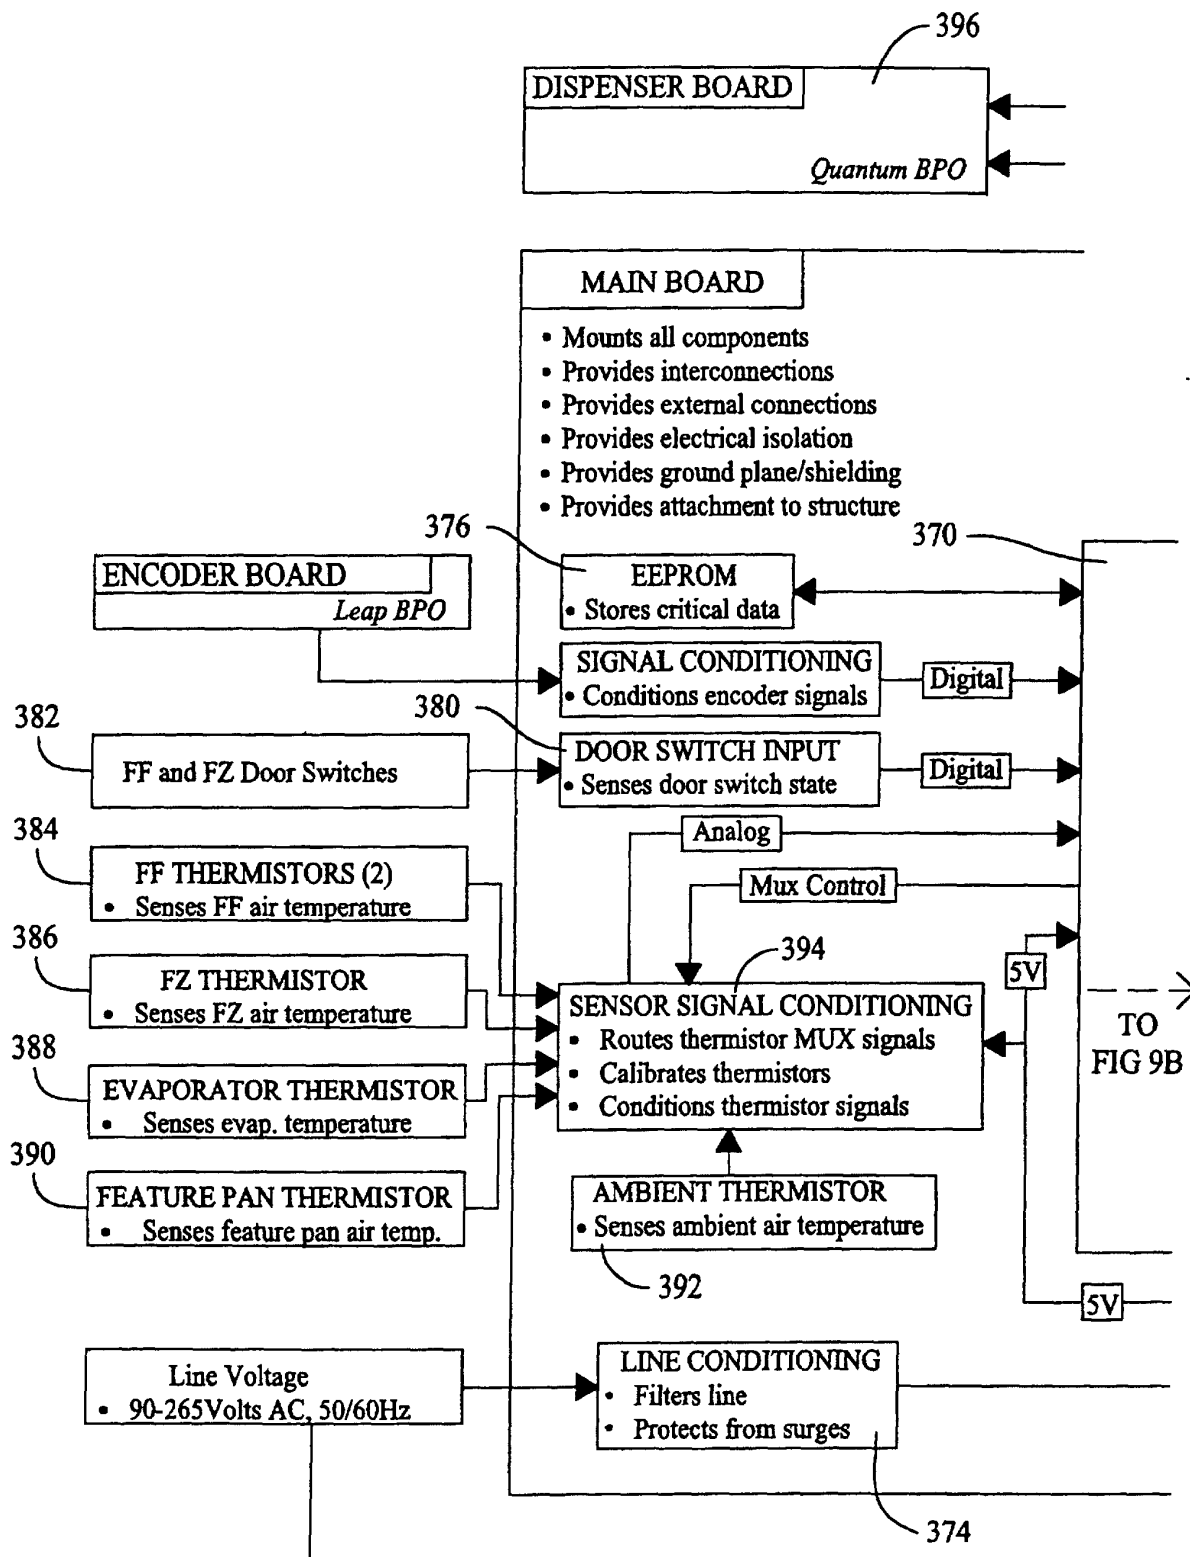 396
DISPENSER BOARD
Quantum BPO
MAIN BOARD
• Mounts all components
• Provides interconnections
• Provides external connections
• Provides electrical isolation
• Provides ground plane/shielding
• Provides attachment to structure
376
370
ENCODER BOARD
Leap BPO
EEPROM
• Stores critical data
SIGNAL CONDITIONING
• Conditions encoder signals
Digital
382
380
FF and FZ Door Switches
DOOR SWITCH INPUT
• Senses door switch state
Digital
Analog
Mux Control
384
FF THERMISTORS (2)
• Senses FF air temperature
386
FZ THERMISTOR
• Senses FZ air temperature
394
5V
SENSOR SIGNAL CONDITIONING
• Routes thermistor MUX signals
• Calibrates thermistors
• Conditions thermistor signals
TO
FIG 9B
388
EVAPORATOR THERMISTOR
• Senses evap. temperature
390
FEATURE PAN THERMISTOR
• Senses feature pan air temp.
AMBIENT THERMISTOR
• Senses ambient air temperature
392
5V
Line Voltage
• 90-265Volts AC, 50/60Hz
LINE CONDITIONING
• Filters line
• Protects from surges
374